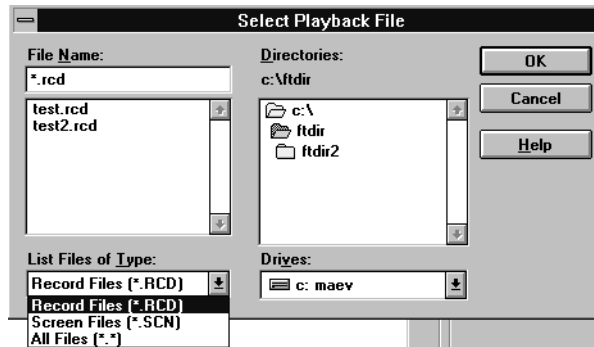 Select Playback File
File Name:
*.rcd
test.rcd
test2.rcd
List Files of Type:
Record Files (*.RCD)
Record Files (*.RCD)
Screen Files (*.SCN)
All Files (*.*)
Directories:
c:\ftdir
c:\
ftdir
ftdir2
Drives:
c: maev
OK
Cancel
Help